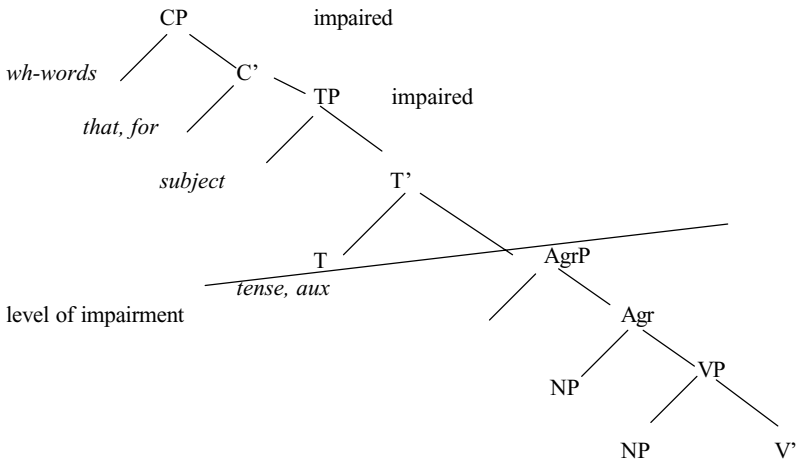 CP impaired
wh-words C’
TP impaired
that, for
subject T’
T AgrP
tense, aux
level of impairment Agr
NP VP
NP V’